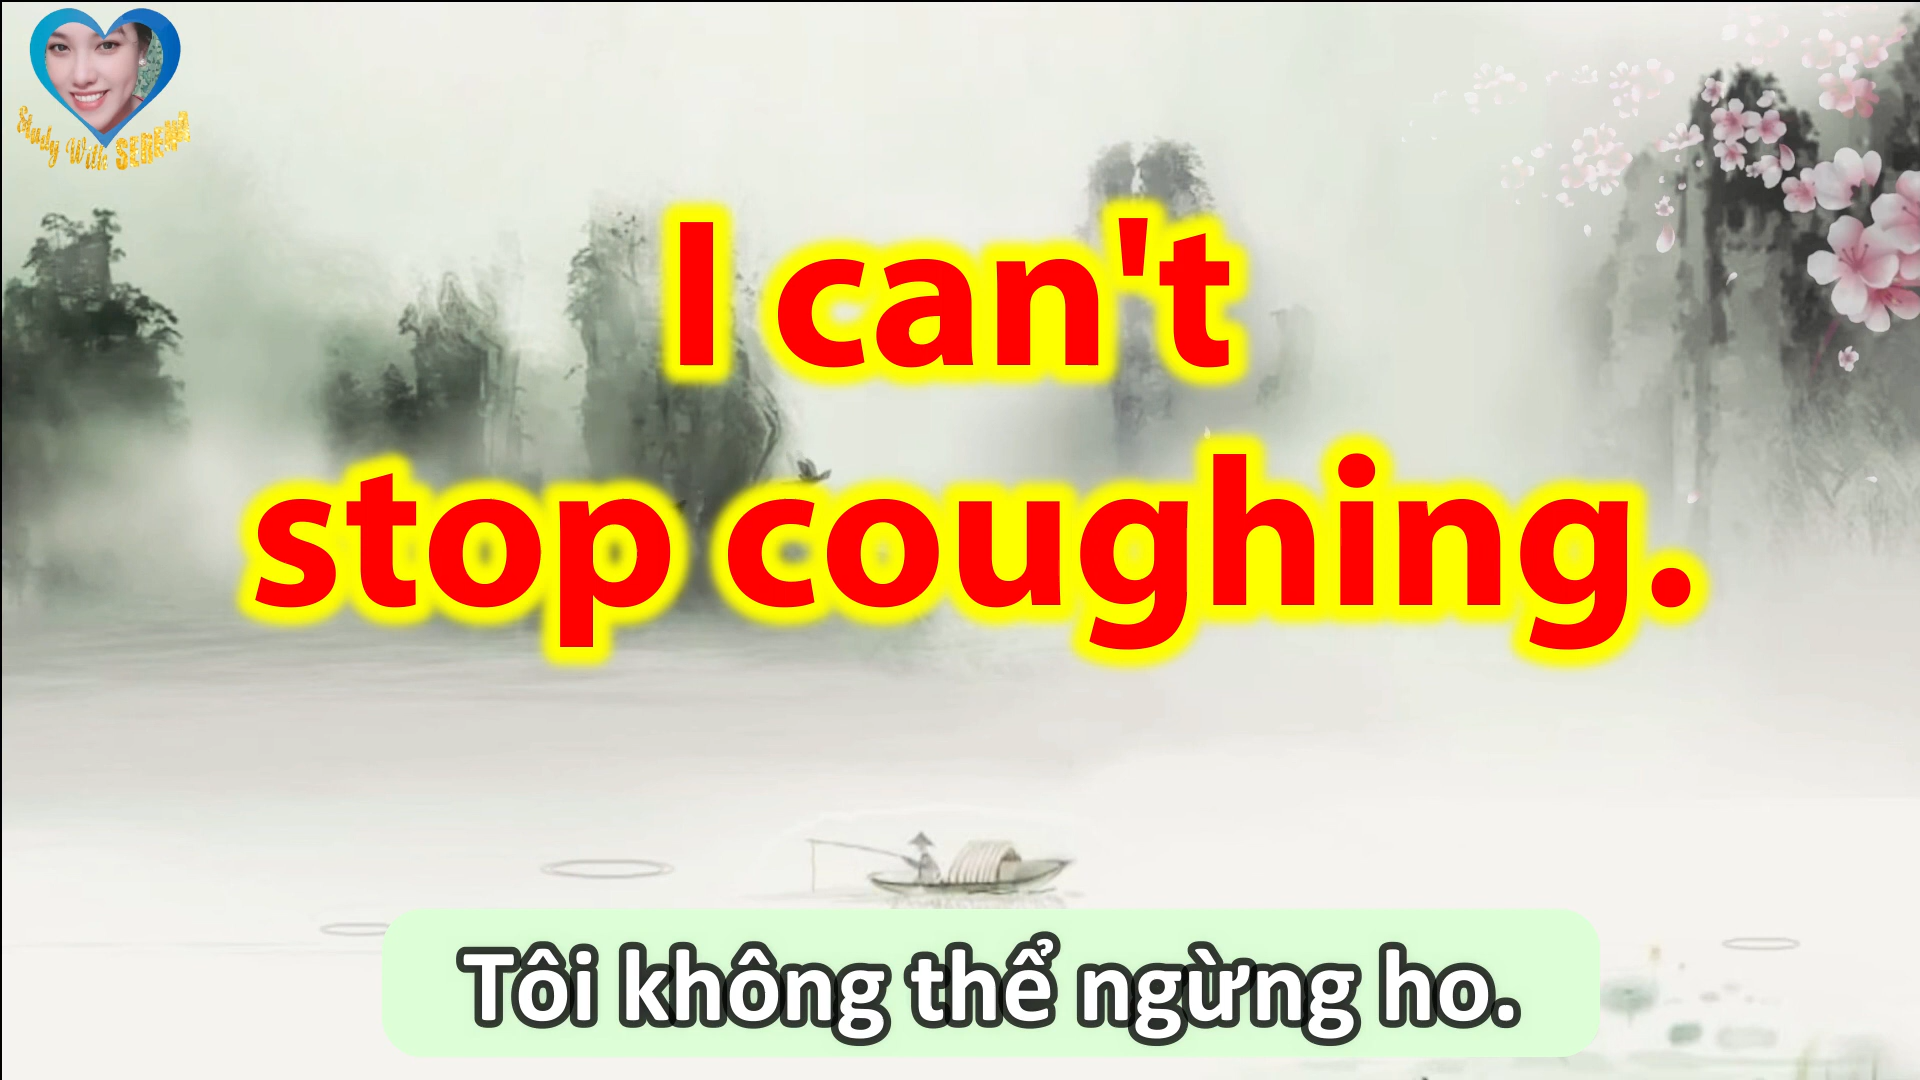 Study With SERENA
I can't
stop coughing.
Tôi không thể ngừng ho.